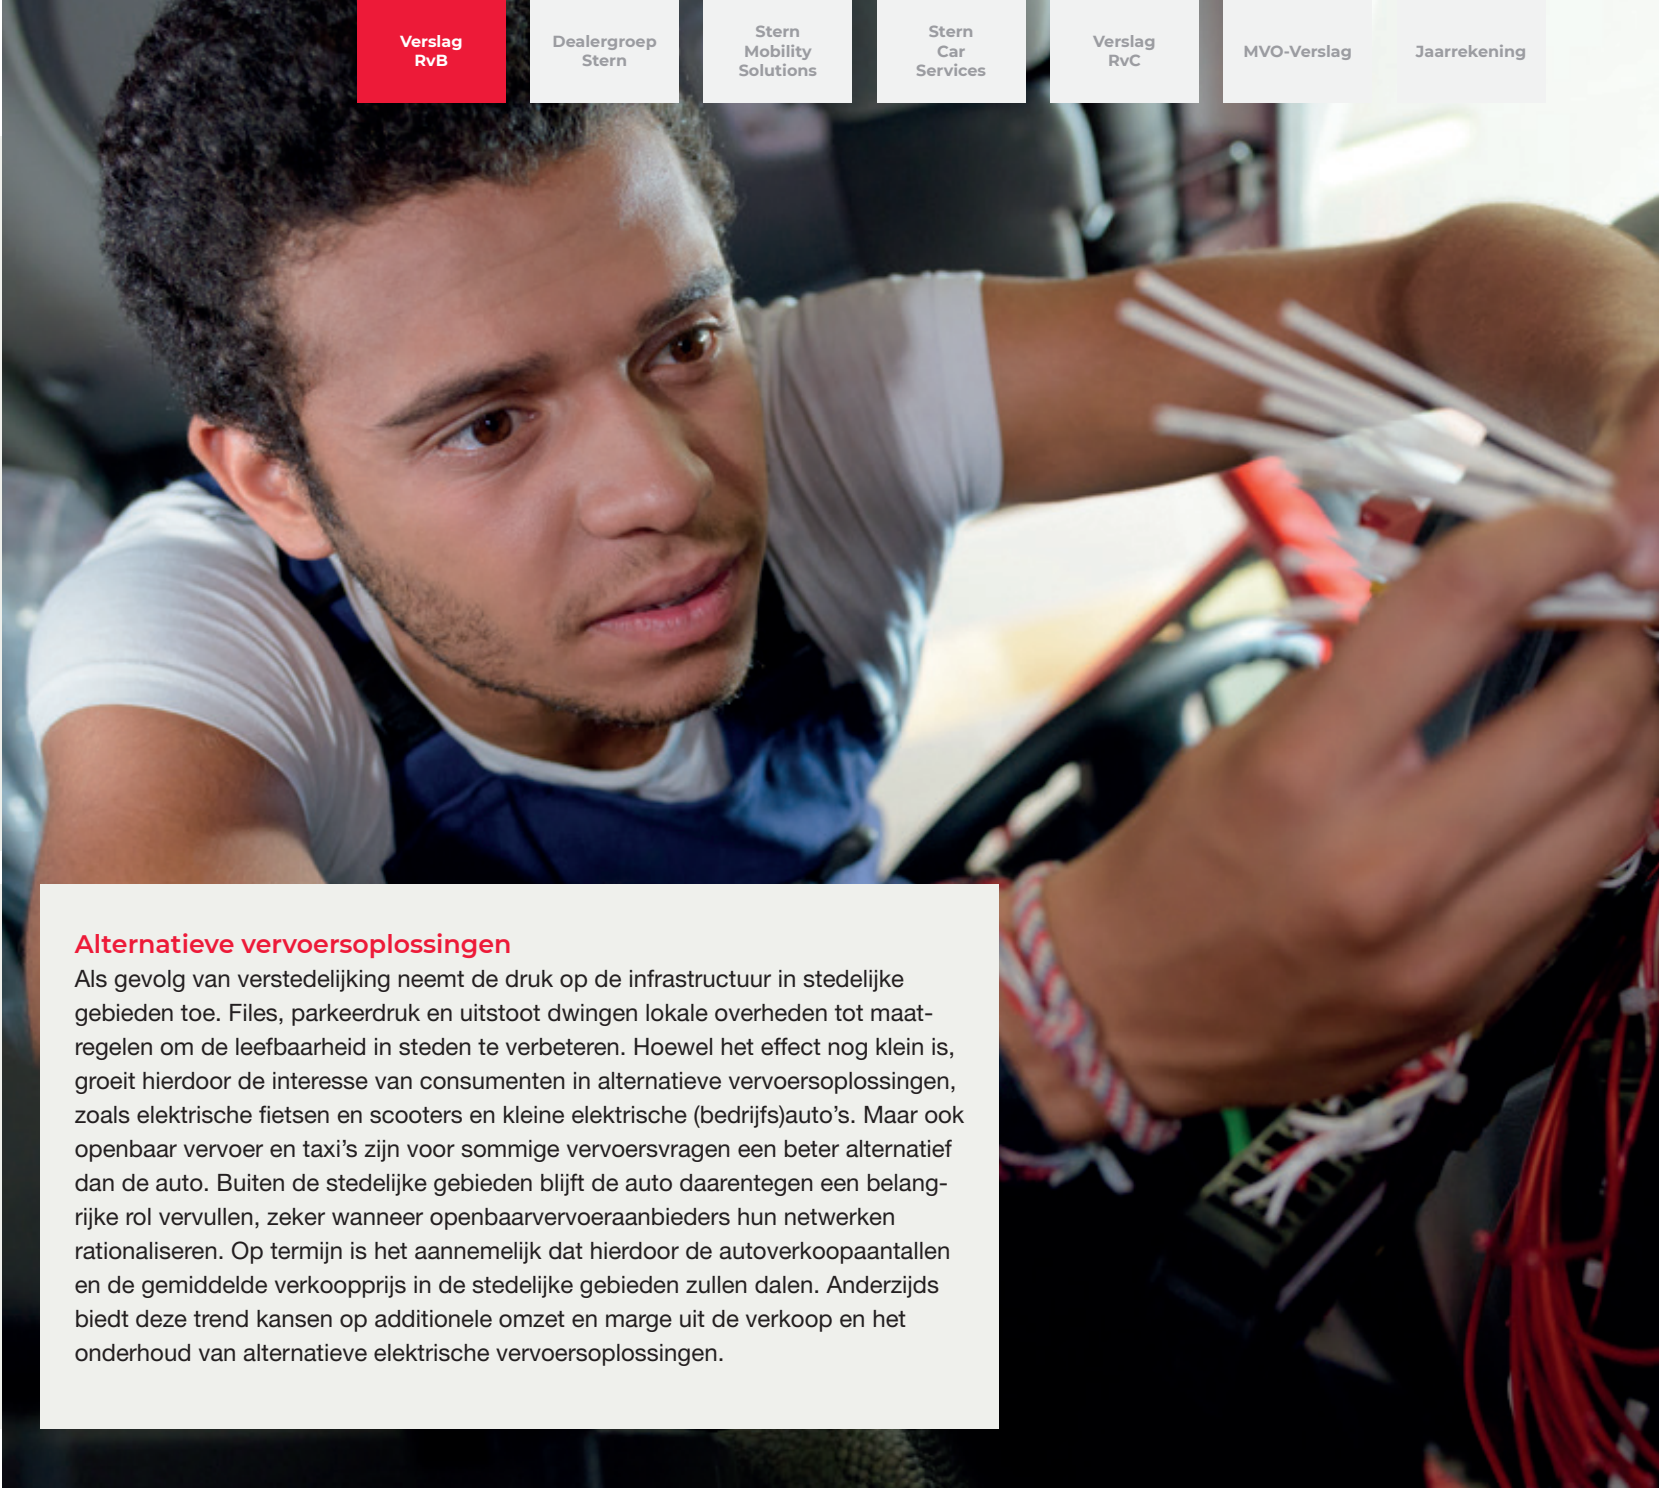 Verslag
RvB
Dealergroep
Stern
Stern
Mobility
Solutions
Stern
Car
Services
Verslag
RvC
MVO-Verslag
Jaarrekening
Alternatieve vervoersoplossingen
Als gevolg van verstedelijking neemt de druk op de infrastructuur in stedelijke
gebieden toe. Files, parkeerdruk en uitstoot dwingen lokale overheden tot maat-
regelen om de leefbaarheid in steden te verbeteren. Hoewel het effect nog klein is,
groeit hierdoor de interesse van consumenten in alternatieve vervoersoplossingen,
zoals elektrische fietsen en scooters en kleine elektrische (bedrijfs)auto’s. Maar ook
openbaar vervoer en taxi’s zijn voor sommige vervoersvragen een beter alternatief
dan de auto. Buiten de stedelijke gebieden blijft de auto daarentegen een belang-
rijke rol vervullen, zeker wanneer openbaarvervoeraanbieders hun netwerken
rationaliseren. Op termijn is het aannemelijk dat hierdoor de autoverkoopaantallen
en de gemiddelde verkoopprijs in de stedelijke gebieden zullen dalen. Anderzijds
biedt deze trend kansen op additionele omzet en marge uit de verkoop en het
onderhoud van alternatieve elektrische vervoersoplossingen.